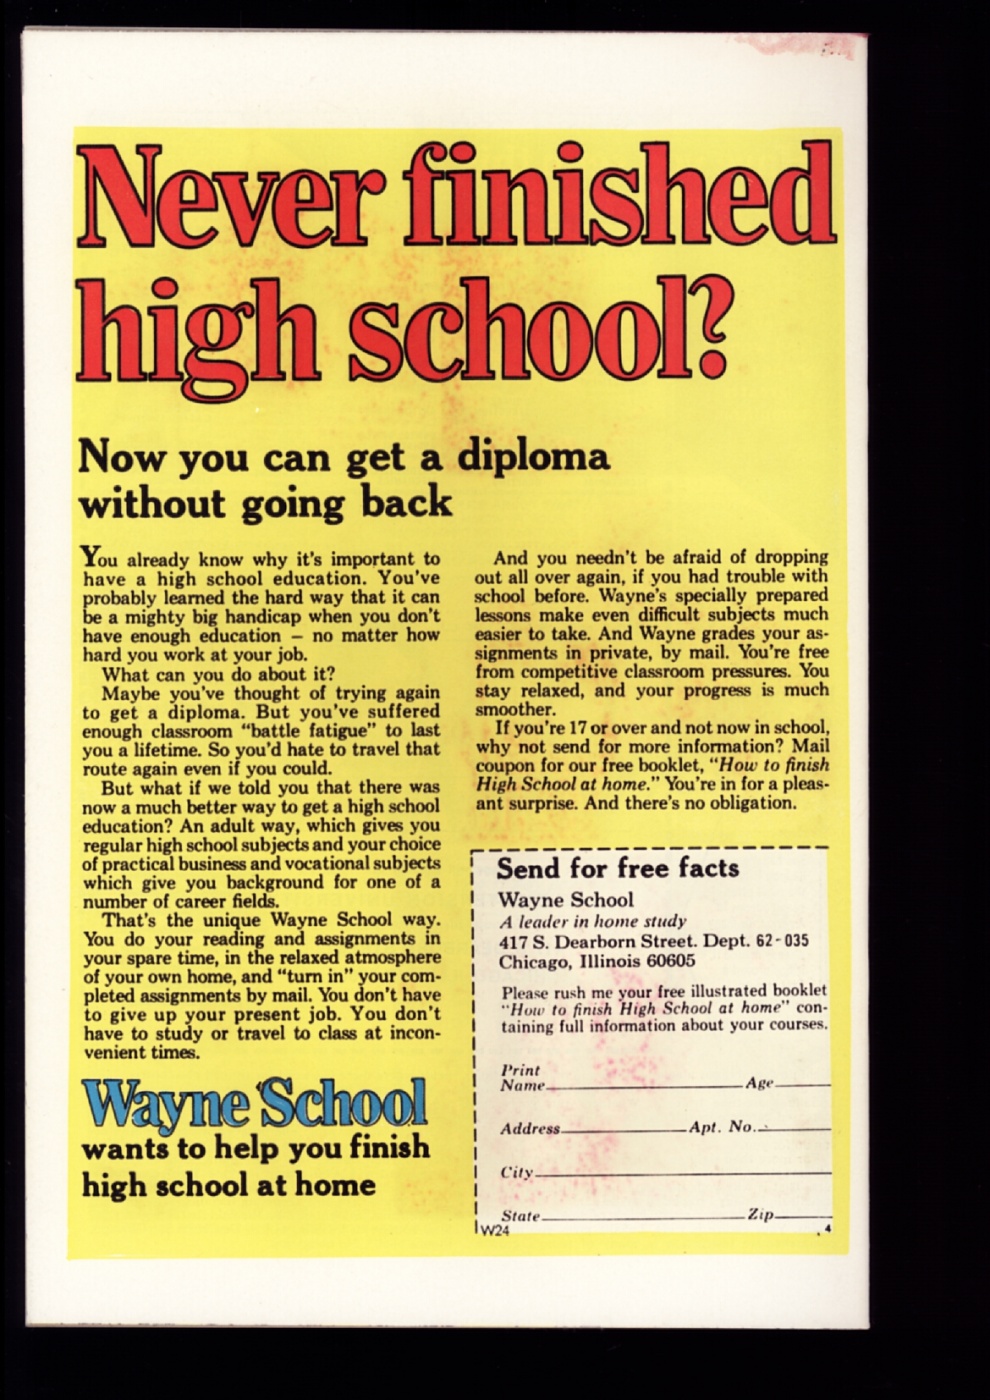 Never finished
high school?
Now you can get a diploma
without going back
You already know why it's important to
have a high school education. You've
probably learned the hard way that it can
be a mighty big handicap when you don't
have enough education – no matter how
hard you work at your job.
What can you do about it?
Maybe you've thought of trying again
to get a diploma. But you've suffered
enough classroom "battle fatigue" to last
you a lifetime. So you'd hate to travel that
route again even if you could.
But what if we told you that there was
now a much better way to get a high school
education? An adult way, which gives you
regular high school subjects and your choice
of practical business and vocational subjects
which give you background for one of a
number of career fields.
That's the unique Wayne School way.
You do your reading and assignments in
your spare time, in the relaxed atmosphere
of your own home, and "turn in" your com-
pleted assignments by mail. You don't have
to give up your present job. You don't
have to study or travel to class at incon-
venient times.
Wayne School
wants to help you finish
high school at home
And you needn't be afraid of dropping
out all over again, if you had trouble with
school before. Wayne's specially prepared
lessons make even difficult subjects much
easier to take. And Wayne grades your as-
signments in private, by mail. You're free
from competitive classroom pressures. You
stay relaxed, and your progress is much
smoother.
If you're 17 or over and not now in school,
why not send for more information? Mail
coupon for our free booklet, "How to finish
High School at home." You're in for a pleas-
ant surprise. And there's no obligation.
Send for free facts
Wayne School
A leader in home study
417 S. Dearborn Street. Dept. 62-035
Chicago, Illinois 60605
Please rush me your free illustrated booklet
"How to finish High School at home" con-
taining full information about your courses.
Print
Name Age
Address Apt. No.
City
State Zip
W24 4